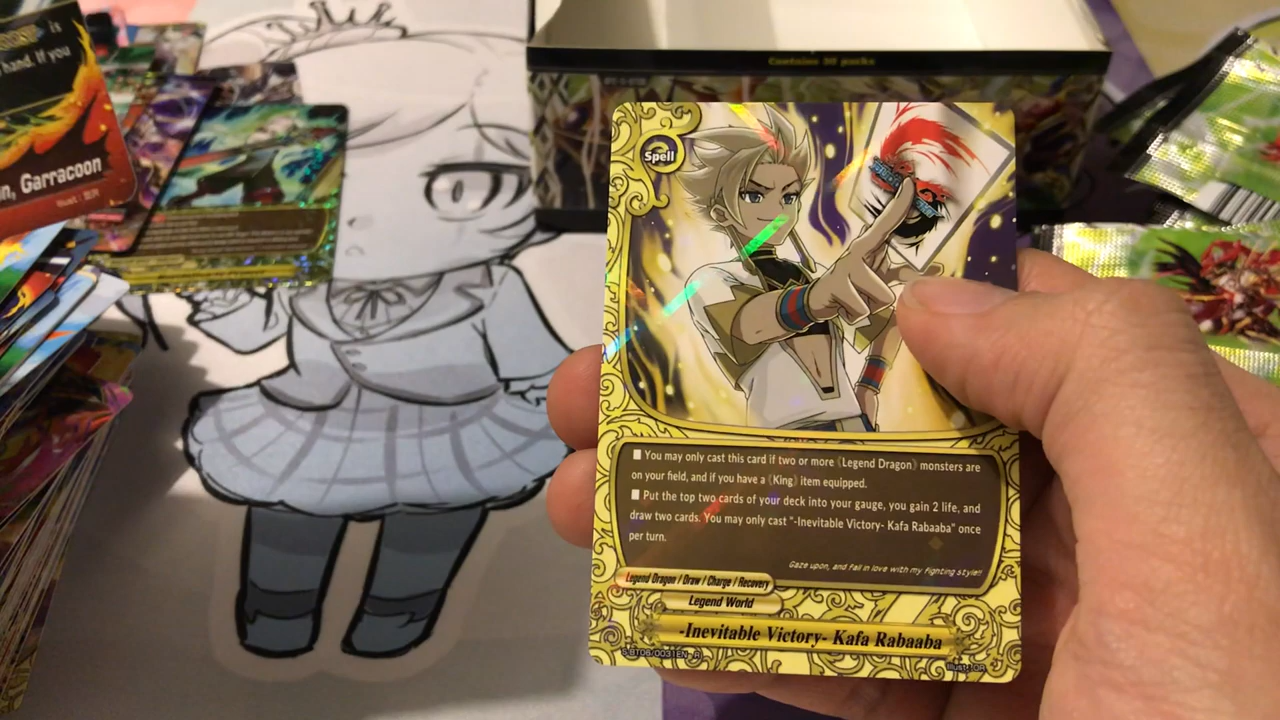 is
hand. If you
n, Garracoon
Contains 30 packs
Spell
■ You may only cast this card if two or more《Legend Dragon》monsters are
on your field, and if you have a《King》item equipped.
■ Put the top two cards of your deck into your gauge, you gain 2 life, and
draw two cards. You may only cast "-Inevitable Victory- Kafa Rabaaba" once
per turn.
Gaze upon, and fall in love with my fighting style!!
Legend Dragon / Draw / Charge / Recovery
Legend World
-Inevitable Victory- Kafa Rabaaba